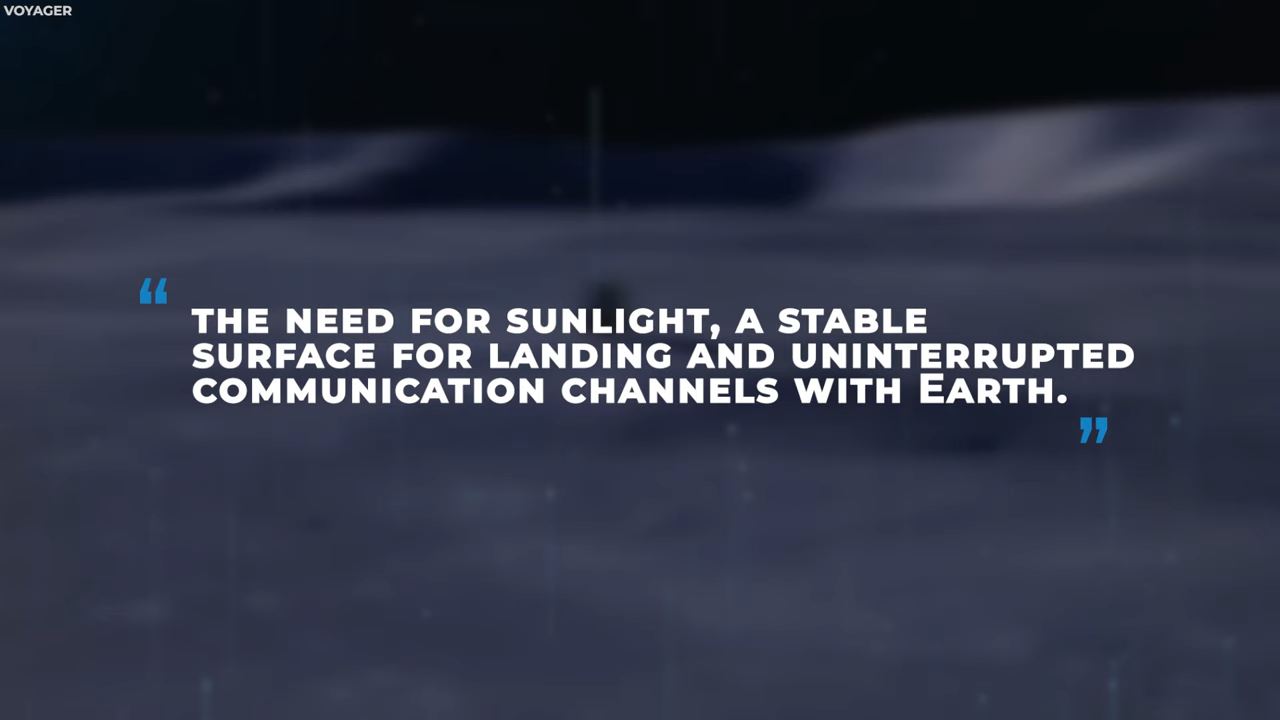 VOYAGER
“THE NEED FOR SUNLIGHT, A STABLE
SURFACE FOR LANDING AND UNINTERRUPTED
COMMUNICATION CHANNELS WITH EARTH.”